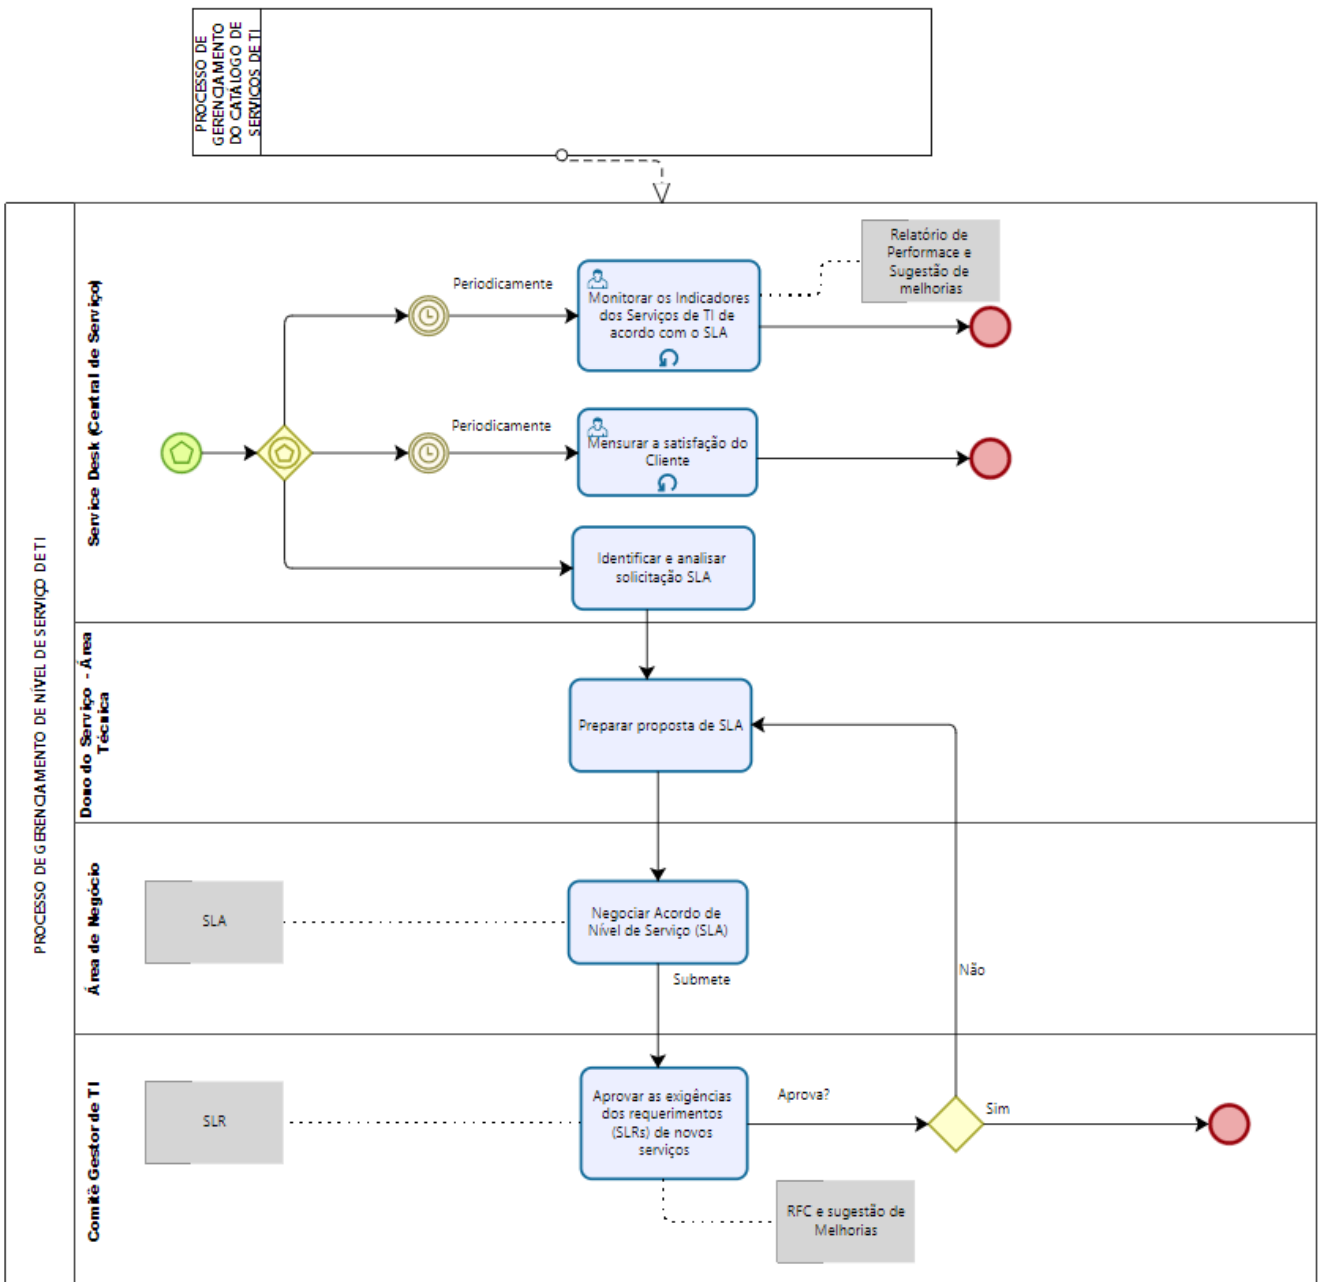 PROCESSO DE
GERENCIAMENTO
DO CATÁLOGO DE
SERVICOS DE TI
PROCESSO DE GERENCIAMENTO DE NÍVEL DE SERVIÇO DE TI
Service Desk (Central de Serviço)
Periodicamente
Monitorar os Indicadores
dos Serviços de TI de
acordo com o SLA
Relatório de
Performace e
Sugestão de
melhorias
Periodicamente
Mensurar a satisfação do
Cliente
Identificar e analisar
solicitação SLA
Dono do Serviço - Área
Técnica
Preparar proposta de SLA
Área de Negócio
SLA
Negociar Acordo de
Nível de Serviço (SLA)
Submete
Não
Comitê Gestor de TI
SLR
Aprovar as exigências
dos requerimentos
(SLRs) de novos
serviços
Aprova?
Sim
RFC e sugestão de
Melhorias